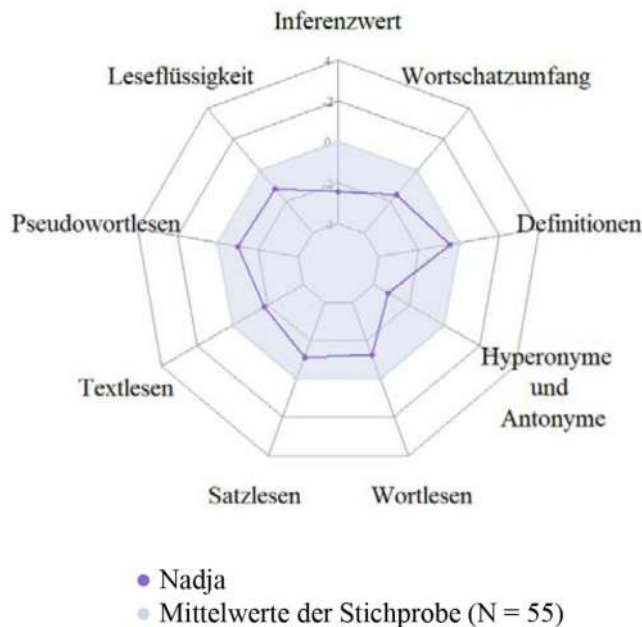 Inferenzwert
Leseflüssigkeit
Wortschatzumfang
4
2
0
-2
Pseudowortlesen
Definitionen
Textlesen
Hyperonyme
und
Antonyme
Satzlesen
Wortlesen
Nadja
Mittelwerte der Stichprobe (N = 55)